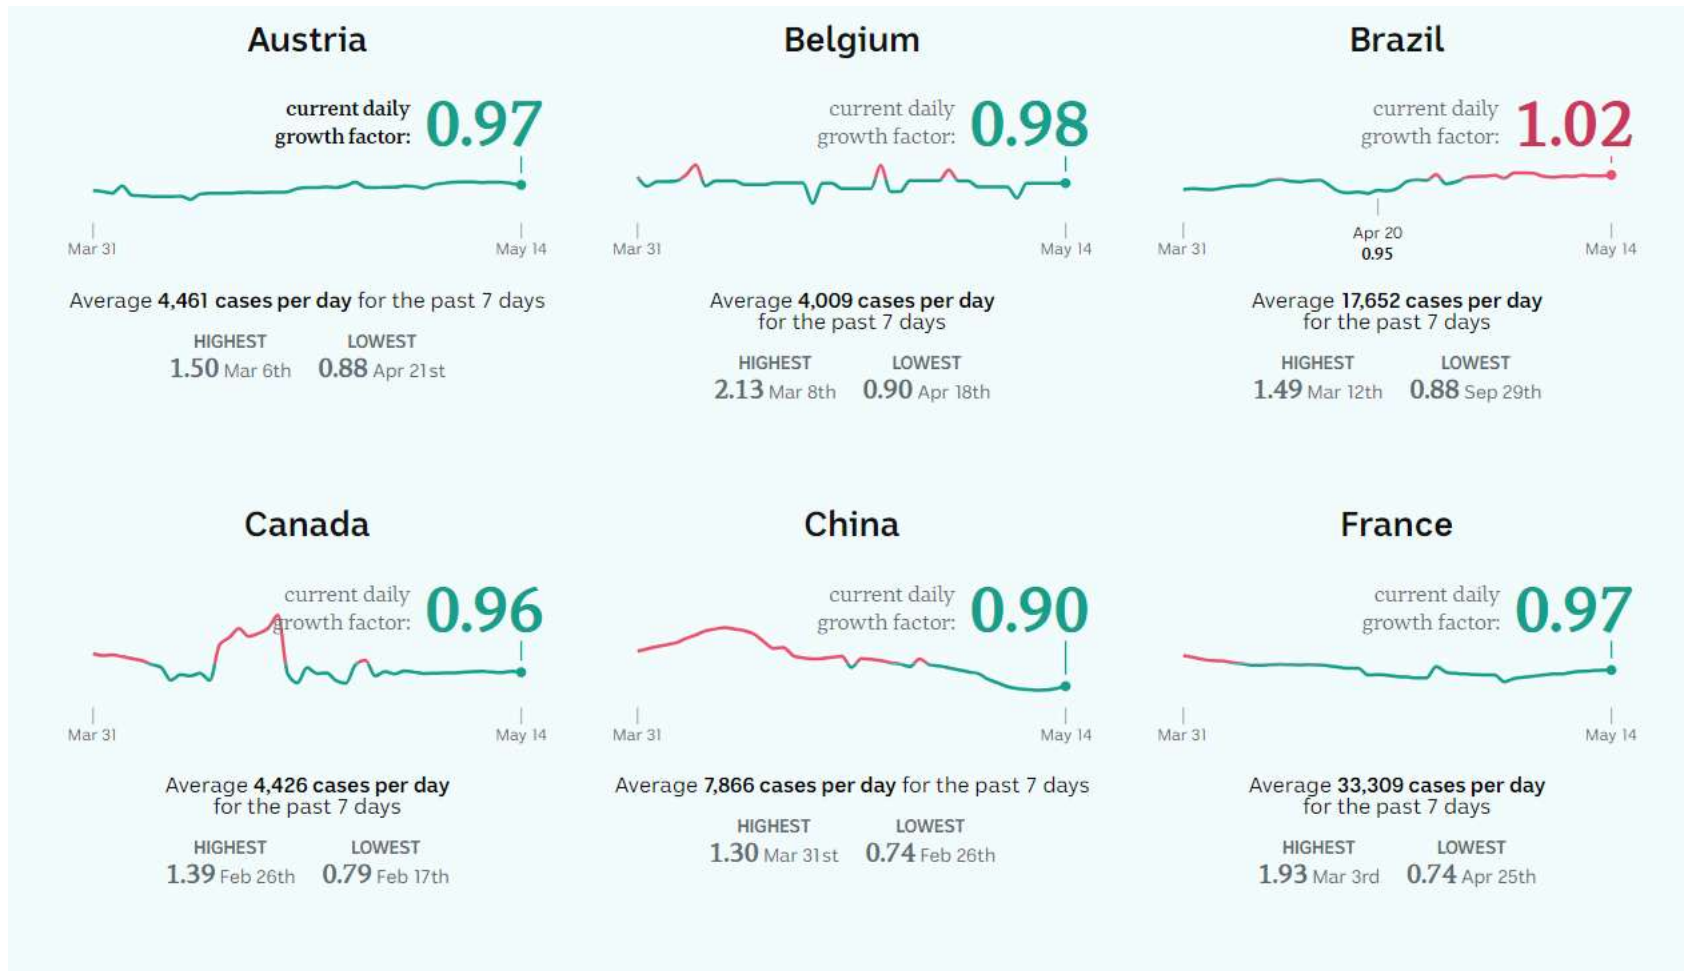 Austria
current daily
growth factor:
0.97
Mar 31
May 14
Average 4,461 cases per day for the past 7 days
HIGHEST
LOWEST
1.50 Mar 6th
0.88 Apr 21st
Belgium
current daily
growth factor:
0.98
Mar 31
May 14
Average 4,009 cases per day
for the past 7 days
HIGHEST
LOWEST
2.13 Mar 8th
0.90 Apr 18th
Brazil
current daily
growth factor:
1.02
Mar 31
Apr 20
0.95
May 14
Average 17,652 cases per day
for the past 7 days
HIGHEST
LOWEST
1.49 Mar 12th
0.88 Sep 29th
Canada
current daily
growth factor:
0.96
Mar 31
May 14
Average 4,426 cases per day
for the past 7 days
HIGHEST
LOWEST
1.39 Feb 26th
0.79 Feb 17th
China
current daily
growth factor:
0.90
Mar 31
May 14
Average 7,866 cases per day for the past 7 days
HIGHEST
LOWEST
1.30 Mar 31st
0.74 Feb 26th
France
current daily
growth factor:
0.97
Mar 31
May 14
Average 33,309 cases per day
for the past 7 days
HIGHEST
LOWEST
1.93 Mar 3rd
0.74 Apr 25th